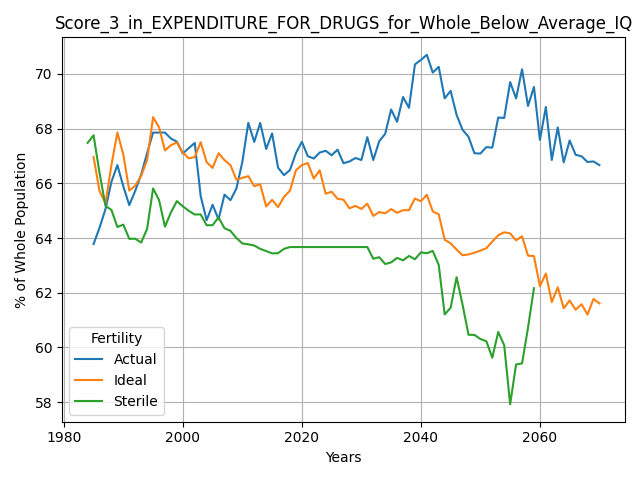 Score_3_in_EXPENDITURE_FOR_DRUGS_for_Whole_Below_Average_IQ
% of Whole Population
70
68
66
64
62
60
58
Fertility
Actual
Ideal
Sterile
1980
2000
2020
2040
2060
Years